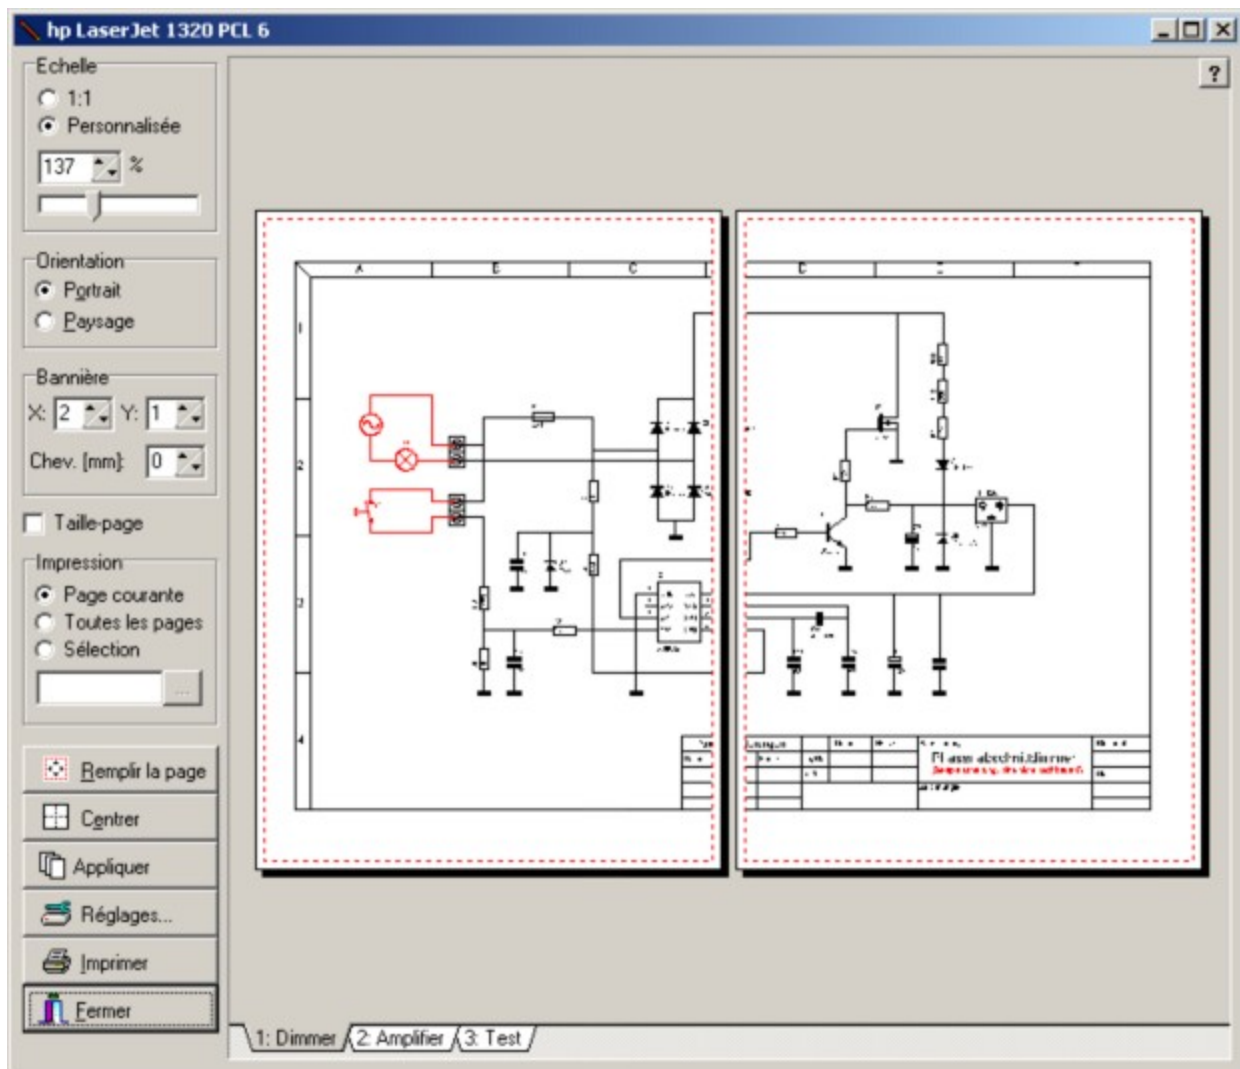 hp LaserJet 1320 PCL 6
?
Echelle
1:1
Personnalisée
137 %
Orientation
Portrait
Paysage
Bannière
X: 2 Y: 1
Chev. [mm]: 0
Taille-page
Impression
Page courante
Toutes les pages
Sélection
...
Remplir la page
Centrer
Appliquer
Réglages...
Imprimer
Fermer
A B C D
1
2
3
4
1: Dimmer
2: Amplifier
3: Test